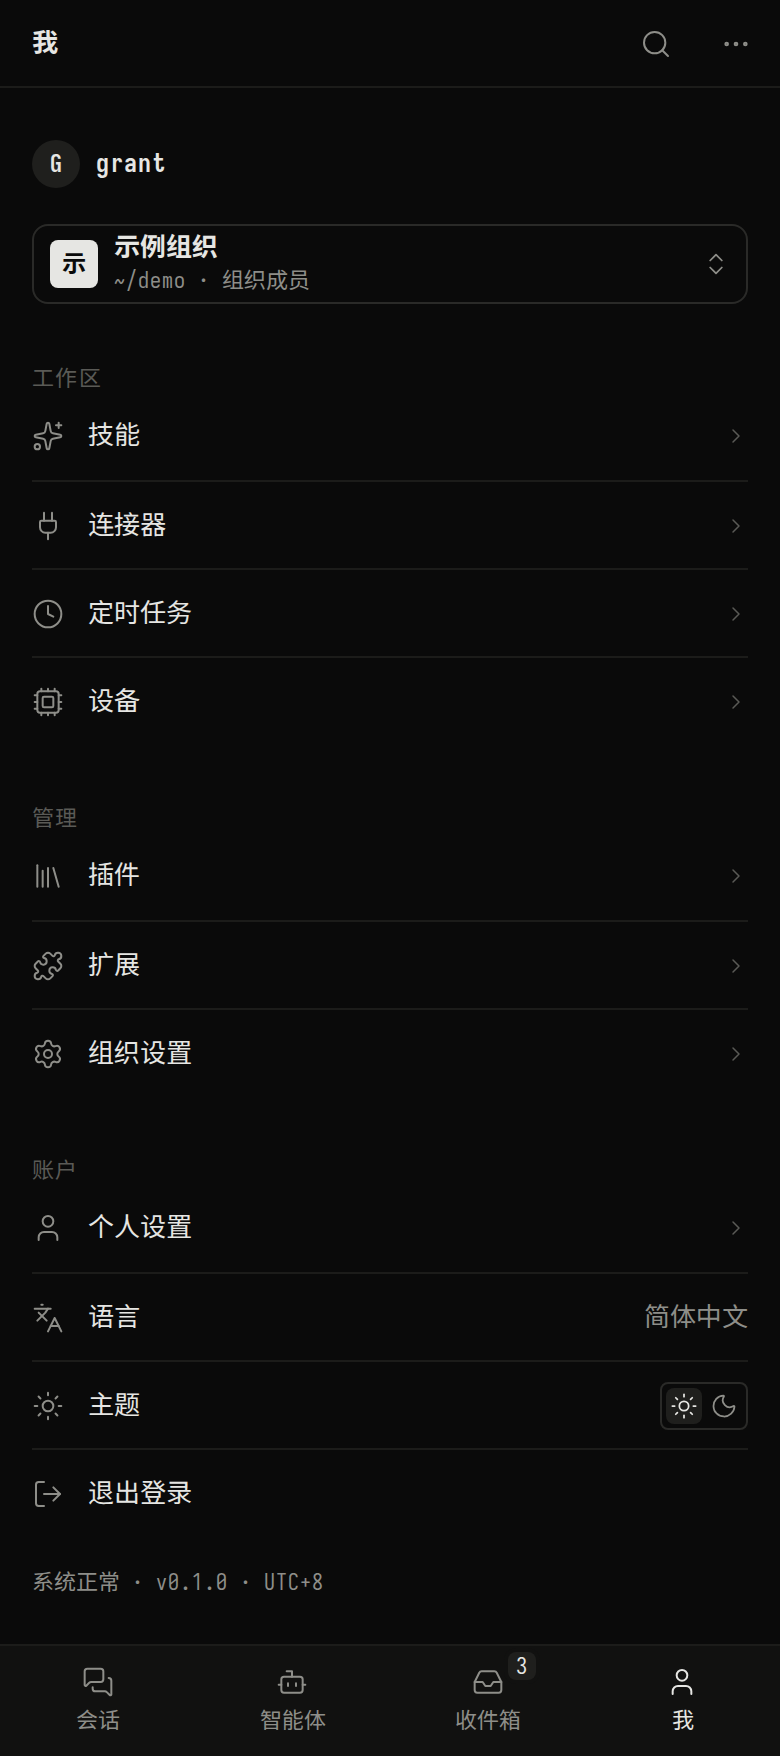 我
G grant
示 示例组织
~/demo · 组织成员
工作区
技能
连接器
定时任务
设备
管理
插件
扩展
组织设置
账户
个人设置
语言 简体中文
主题
退出登录
系统正常 · v0.1.0 · UTC+8
3
会话 智能体 收件箱 我